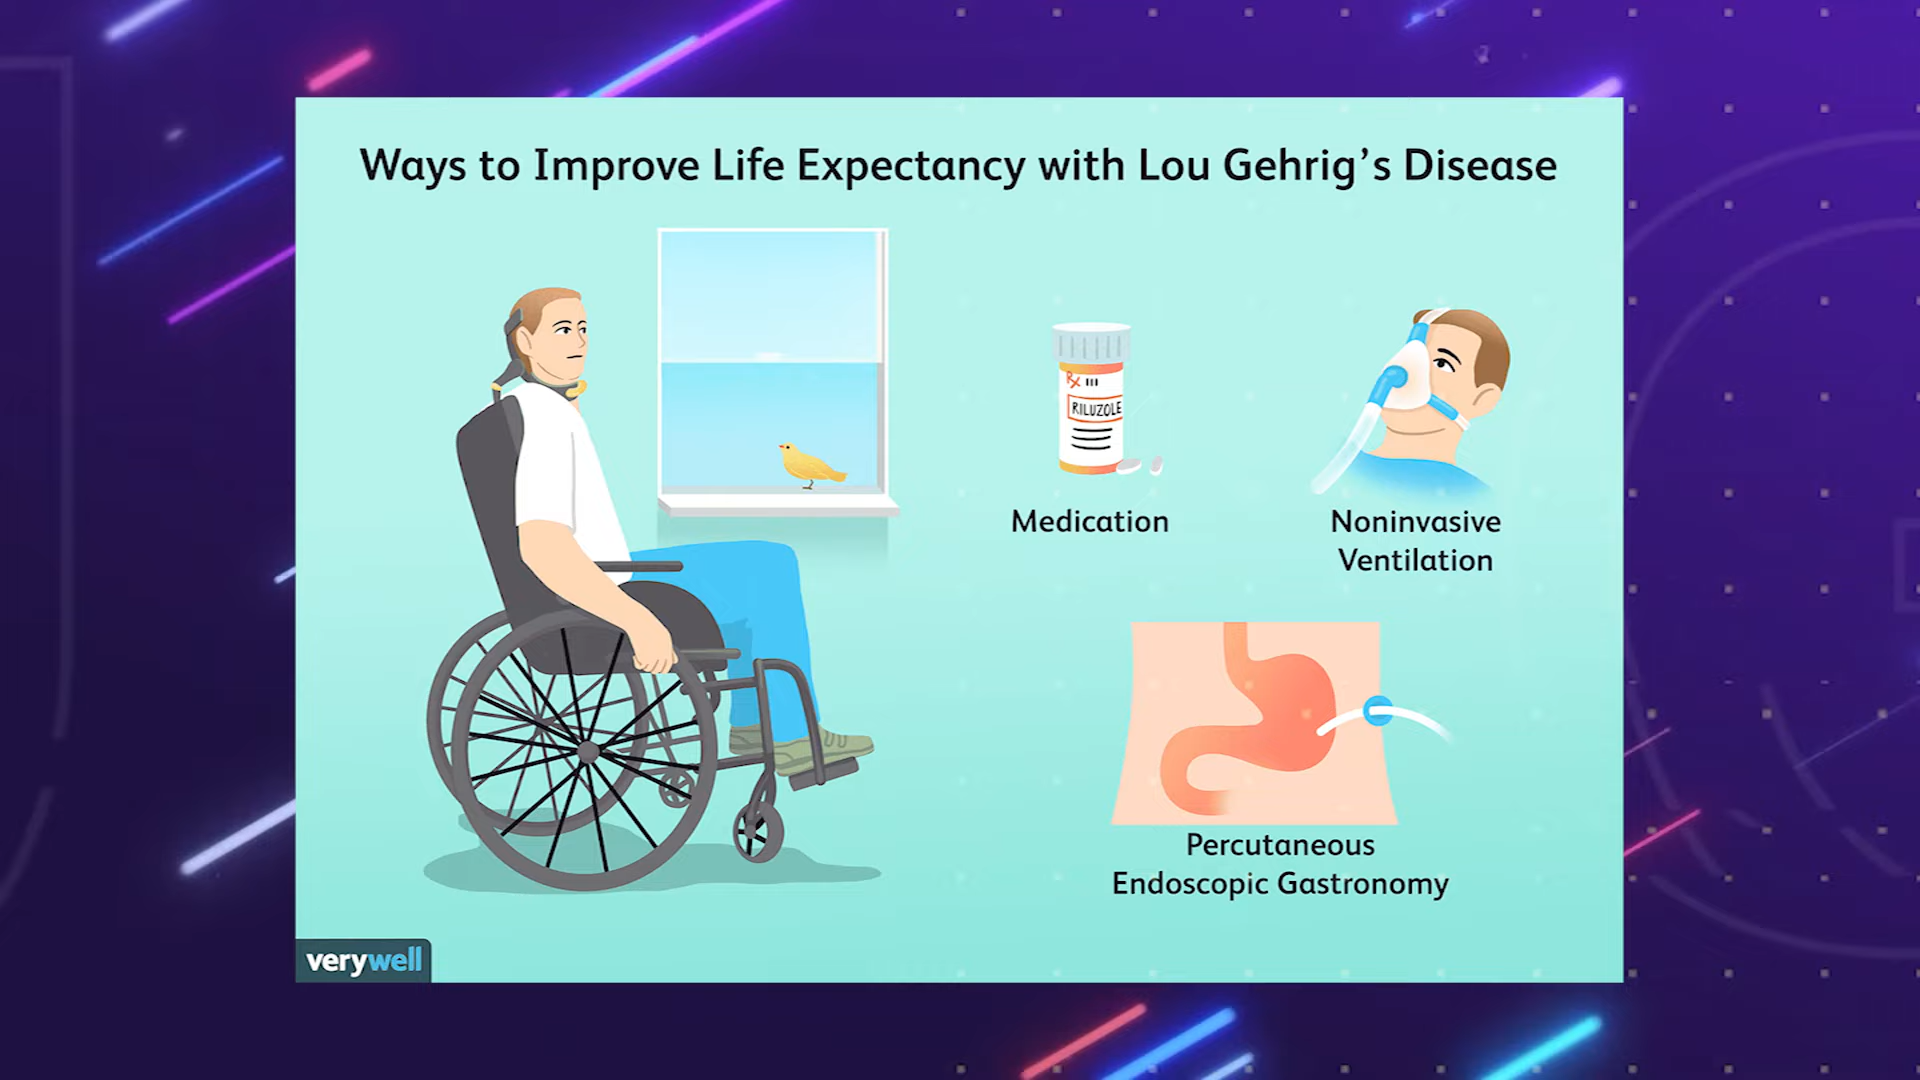 Ways to Improve Life Expectancy with Lou Gehrig's Disease
Rx
RILUZOLE
Medication
Noninvasive
Ventilation
Percutaneous
Endoscopic Gastronomy
verywell